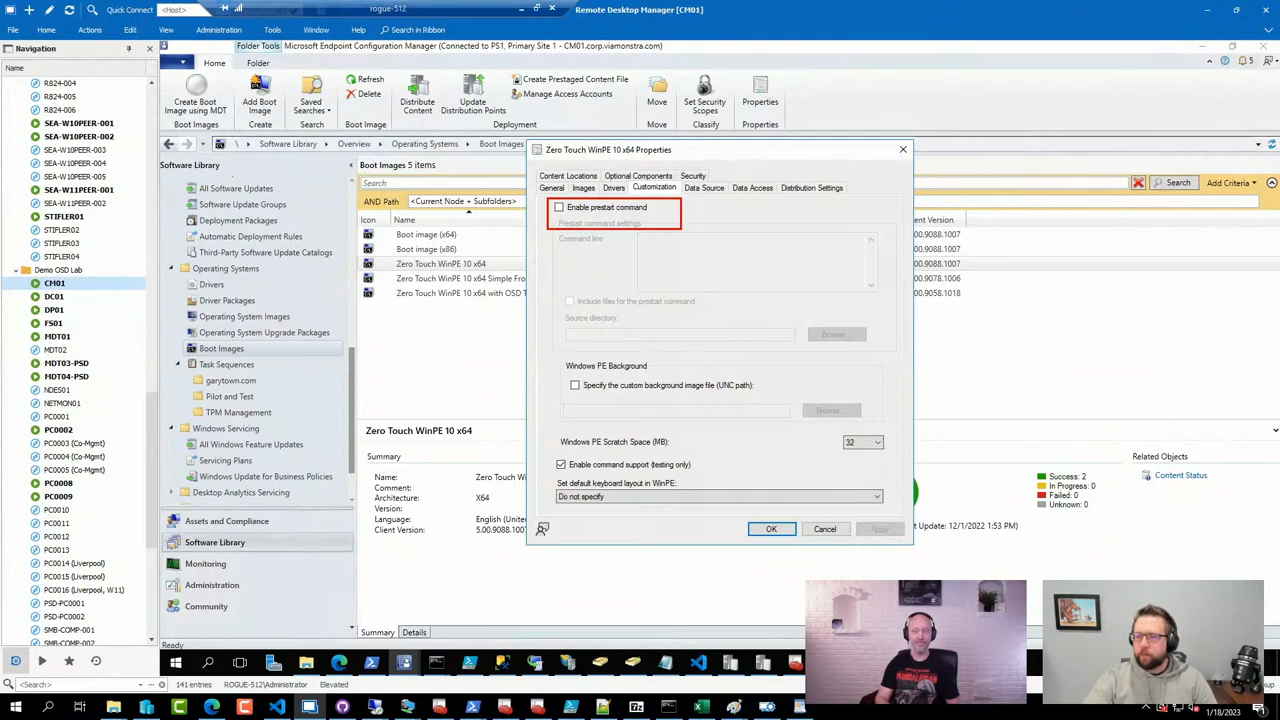 Quick Connect <Host>
rogue-512
Remote Desktop Manager [CM01]
File Home Actions Edit View Administration Tools Window Help Search in Ribbon
Navigation
Folder Tools Microsoft Endpoint Configuration Manager (Connected to PS1, Primary Site 1 - CM01.corp.viamonstra.com)
Name
Home Folder
5
R824-004
R824-005
R824-006
SEA-W10PEER-001
SEA-W10PEER-002
SEA-W10PEER-003
SEA-W10PEER-004
SEA-W10PEER-005
SEA-W11PEER-001
SEA-W11PEER-002
STIFLER01
STIFLER02
STIFLER03
STIFLER04
Demo OSD Lab
CM01
DC01
DP01
FS01
MDT01
MDT02
MDT03-PSD
MDT04-PSD
NDES01
NETMON01
PC0001
PC0002
PC0003 (Co-Mgmt)
PC0004 (Co-Mgmt)
PC0005 (Co-Mgmt)
PC0008
PC0009
PC0010
PC0011
PC0012
PC0013
PC0014 (Liverpool)
PC0015 (Liverpool)
PC0016 (Liverpool, W11)
PSD-PC0001
PSD-PC0002
SMB-COMP-001
SMB-COMP-002
Create Boot
Image using MDT
Boot Images
Add Boot
Image
Create
Saved
Searches
Search
Refresh
Delete
Boot Image
Distribute
Content
Update
Distribution Points
Create Prestaged Content File
Manage Access Accounts
Deployment
Move
Move
Set Security
Scopes
Classify
Properties
Properties
\ Software Library Overview Operating Systems Boot Images
Software Library
All Software Updates
Software Update Groups
Deployment Packages
Automatic Deployment Rules
Third-Party Software Update Catalogs
Operating Systems
Drivers
Driver Packages
Operating System Images
Operating System Upgrade Packages
Boot Images
Task Sequences
garytown.com
Pilot and Test
TPM Management
Windows Servicing
All Windows Feature Updates
Servicing Plans
Windows Update for Business Policies
Desktop Analytics Servicing
Assets and Compliance
Software Library
Monitoring
Administration
Community
Ready
Boot Images 5 items
Search
Search Add Criteria
AND Path <Current Node + Subfolders>
Icon Name
Boot image (x64)
Boot image (x86)
Zero Touch WinPE 10 x64
Zero Touch WinPE 10 x64 Simple Fro
Zero Touch WinPE 10 x64 with OSD T
ent Version
00.9088.1007
00.9088.1007
00.9088.1007
00.9078.1006
00.9058.1018
Zero Touch WinPE 10 x64 Properties
Content Locations Optional Components Security
General Images Drivers Customization Data Source Data Access Distribution Settings
Enable prestart command
Prestart command settings
Command line
Include files for the prestart command
Source directory:
Browse...
Windows PE Background
Specify the custom background image file (UNC path):
Browse...
Windows PE Scratch Space (MB): 32
Enable command support (testing only)
Set default keyboard layout in WinPE:
Do not specify
OK Cancel Apply
Zero Touch WinPE 10 x64
Summary
Name: Zero Touc
Comment:
Architecture: X64
Version:
Language: English (Unite
Client Version: 5.00.9088.1007
Success: 2
In Progress: 0
Failed: 0
Unknown: 0
st Update: 12/1/2022 1:53 PM)
Related Objects
Content Status
Summary Details
<Search> 141 entries ROGUE-512\Administrator Elevated
1/18/2023